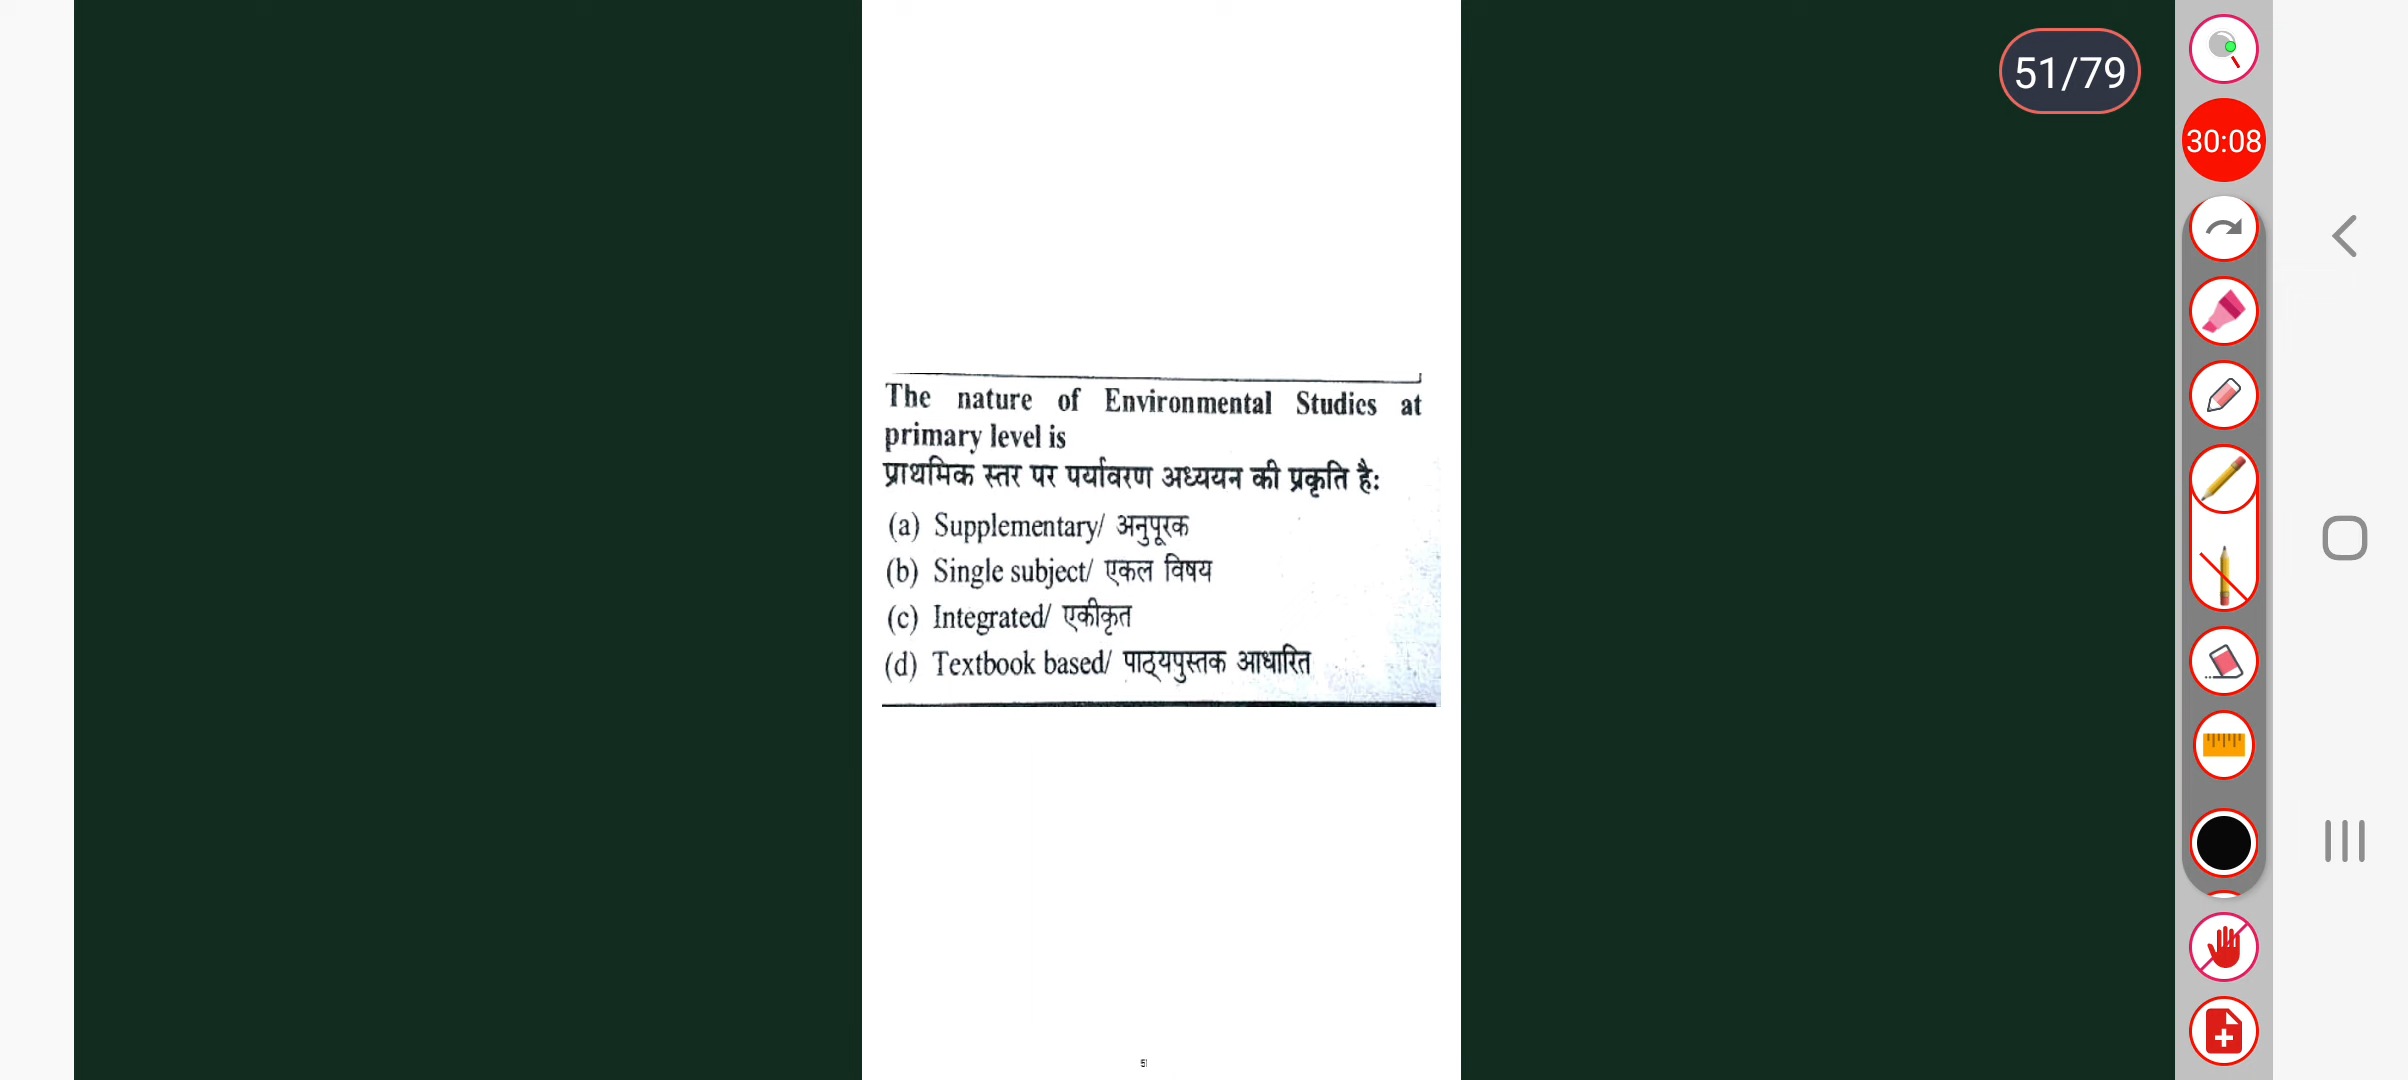 51/79
30:08
The nature of Environmental Studies at
primary level is
प्राथमिक स्तर पर पर्यावरण अध्ययन की प्रकृति है:
(a) Supplementary/ अनुपूरक
(b) Single subject/ एकल विषय
(c) Integrated/ एकीकृत
(d) Textbook based/ पाठ्यपुस्तक आधारित